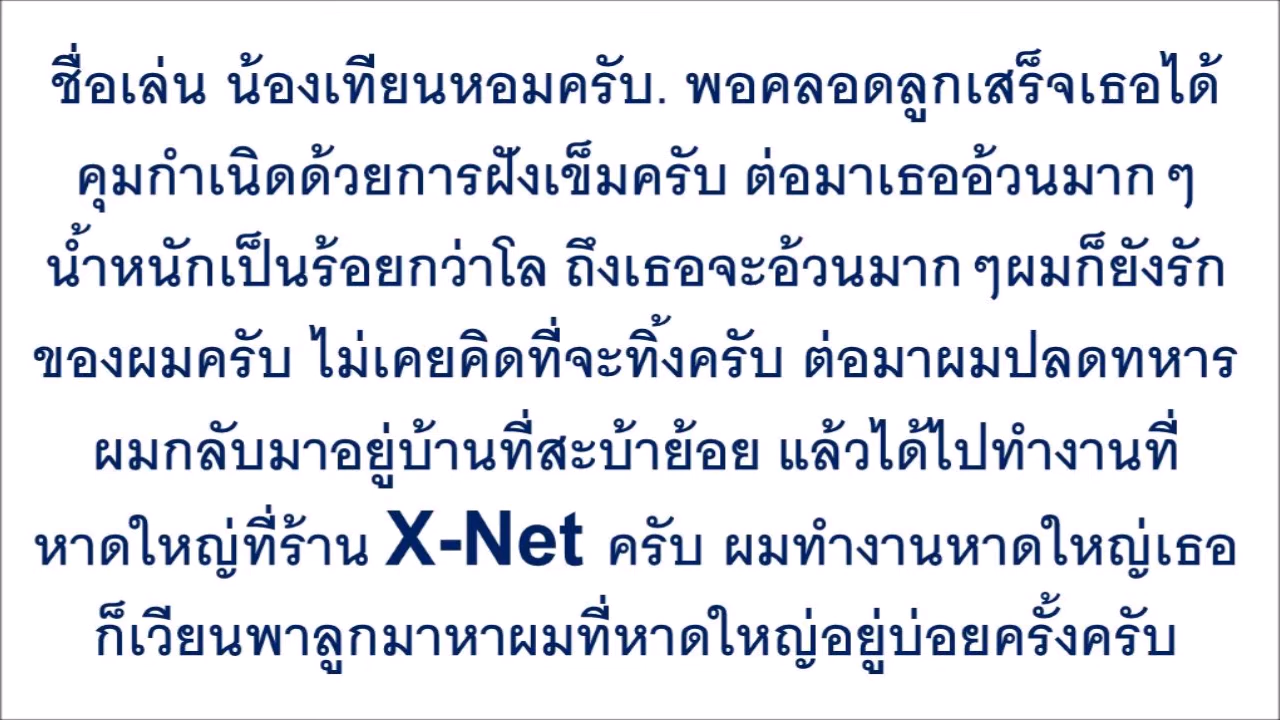 ชื่อเล่น น้องเทียนหอมครับ. พอคลอดลูกเสร็จเธอได้
คุมกำเนิดด้วยการฝังเข็มครับ ต่อมาเธออ้วนมาก ๆ
น้ำหนักเป็นร้อยกว่าโล ถึงเธอจะอ้วนมาก ๆผมก็ยังรัก
ของผมครับ ไม่เคยคิดที่จะทิ้งครับ ต่อมาผมปลดทหาร
ผมกลับมาอยู่บ้านที่สะบ้าย้อย แล้วได้ไปทำงานที่
หาดใหญ่ที่ร้าน X-Net ครับ ผมทำงานหาดใหญ่เธอ
ก็เวียนพาลูกมาหาผมที่หาดใหญ่อยู่บ่อยครั้งครับ